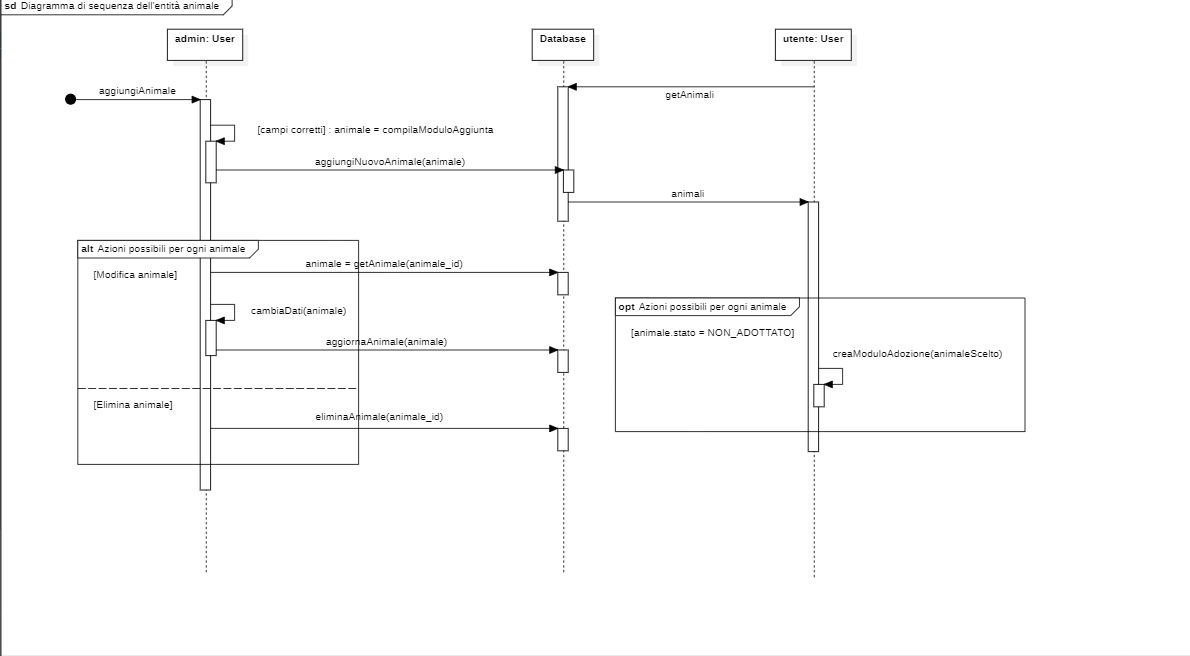 sd Diagramma di sequenza dell'entità animale
admin: User
Database
utente: User
aggiungiAnimale
getAnimali
[campi corretti] : animale = compilaModuloAggiunta
aggiungiNuovoAnimale(animale)
animali
alt Azioni possibili per ogni animale
animale = getAnimale(animale_id)
[Modifica animale]
opt Azioni possibili per ogni animale
cambiaDati(animale)
[animale.stato = NON_ADOTTATO]
aggiornaAnimale(animale)
creaModuloAdozione(animaleScelto)
[Elimina animale]
eliminaAnimale(animale_id)